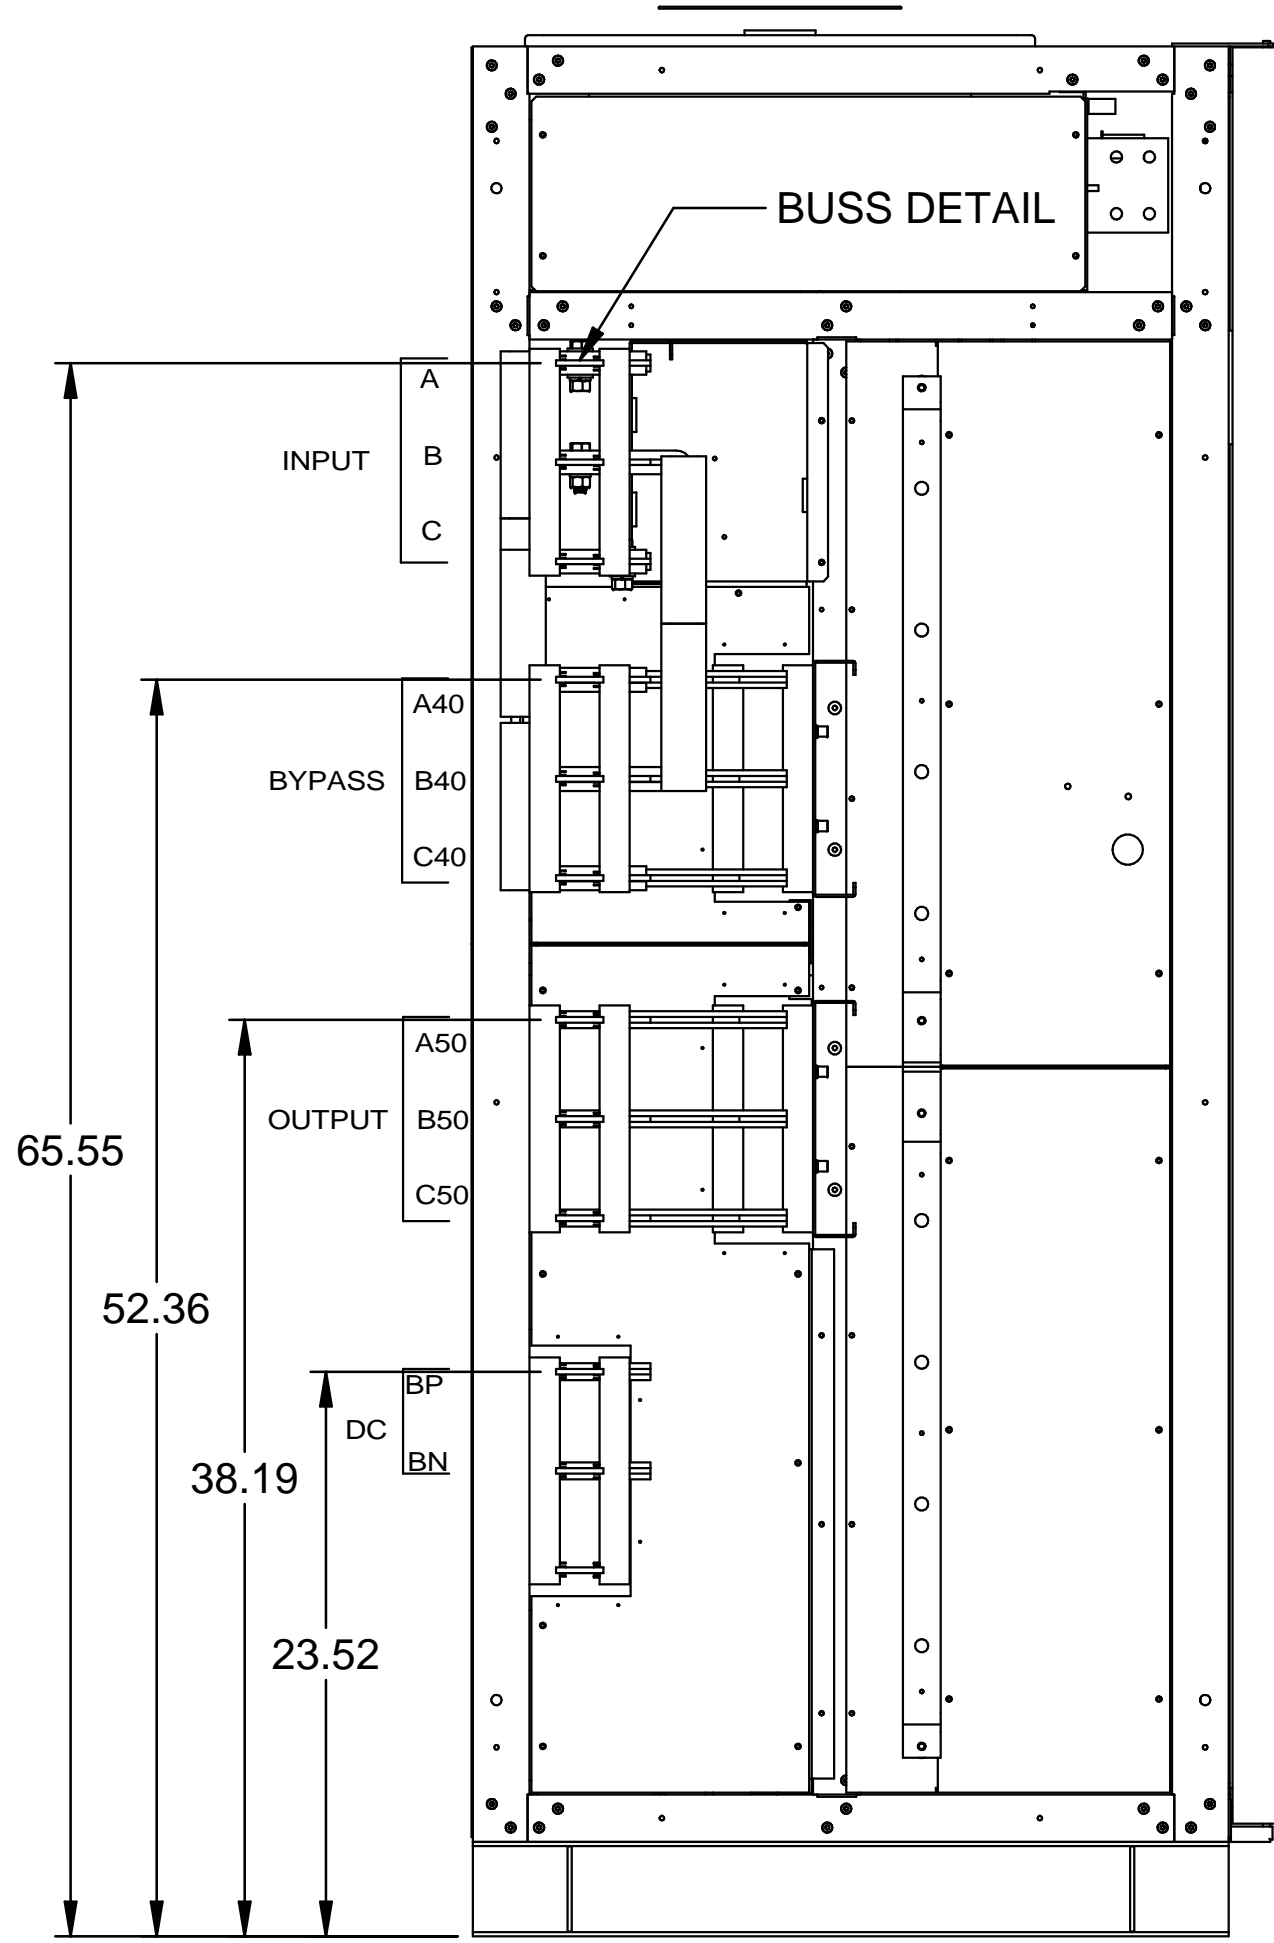 BUSS DETAIL
A
INPUT
B
C
A40
BYPASS
B40
C40
A50
OUTPUT
B50
65.55
C50
52.36
BP
DC
BN
38.19
23.52